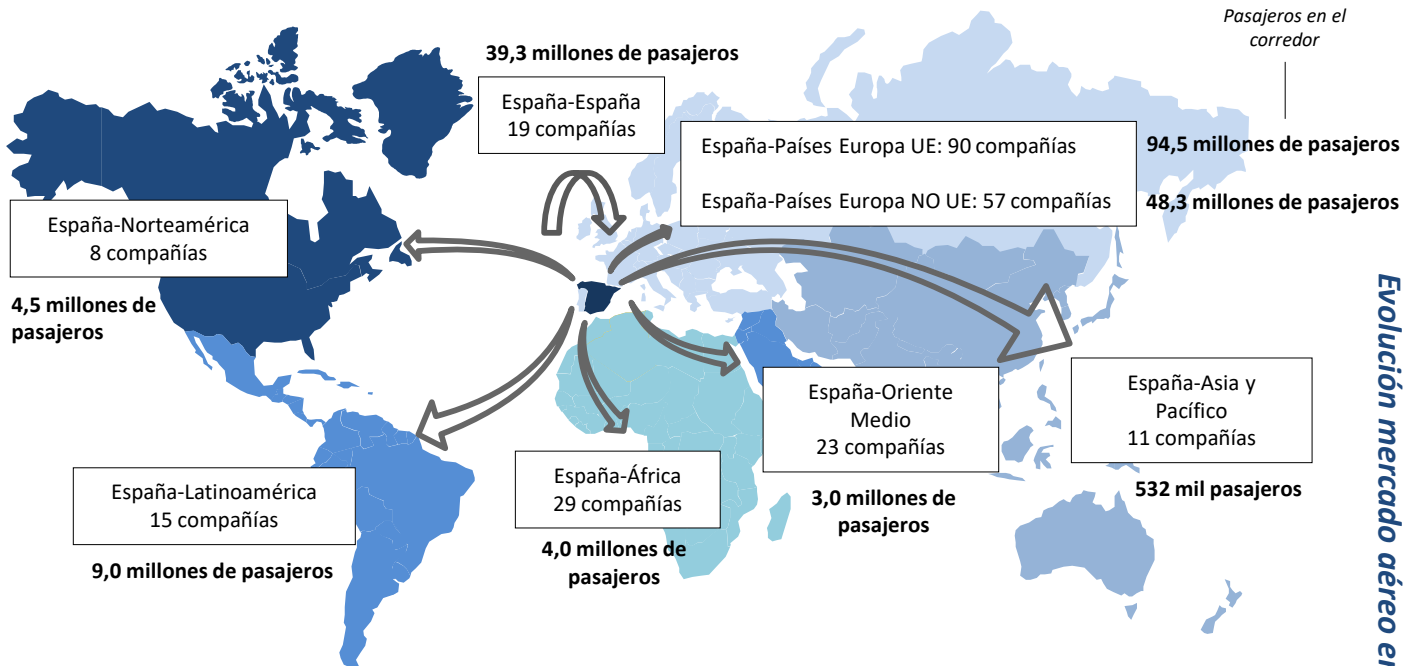 Pasajeros en el
corredor
39,3 millones de pasajeros
España-España
19 compañías
España-Países Europa UE: 90 compañías
94,5 millones de pasajeros
España-Países Europa NO UE: 57 compañías
48,3 millones de pasajeros
España-Norteamérica
8 compañías
4,5 millones de
pasajeros
España-Oriente
Medio
23 compañías
3,0 millones de
pasajeros
España-Asia y
Pacífico
11 compañías
532 mil pasajeros
España-África
29 compañías
4,0 millones de
pasajeros
España-Latinoamérica
15 compañías
9,0 millones de pasajeros
Evolución mercado aéreo